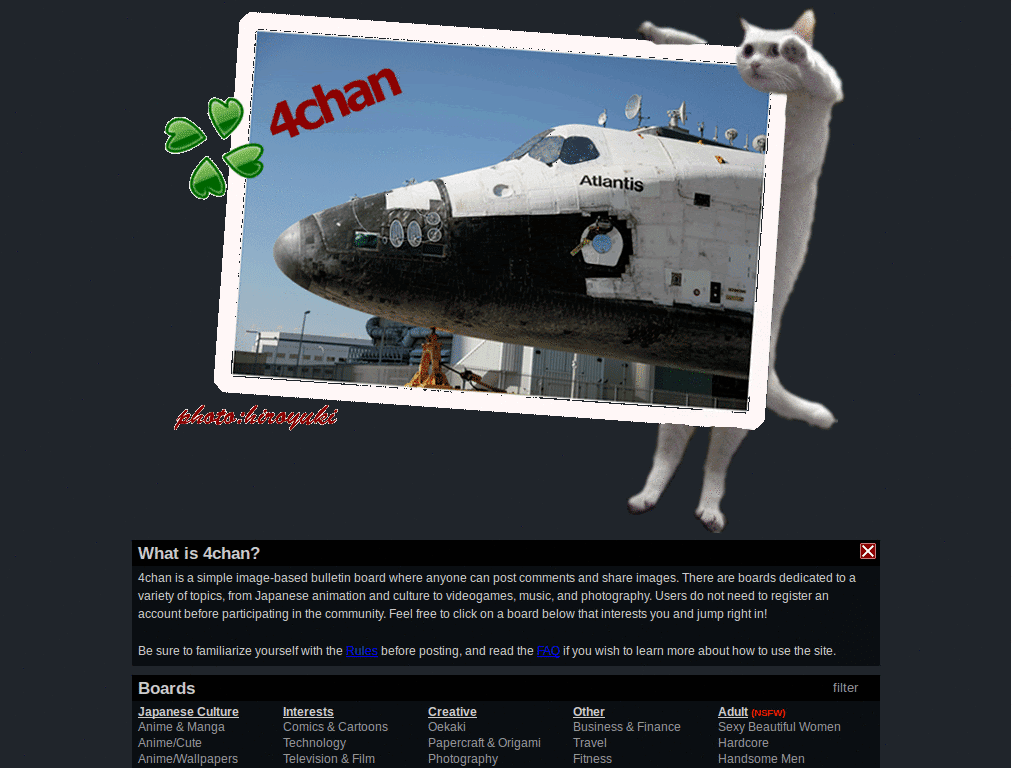 4chan
Atlantis
photo:hiroyuki
What is 4chan?
4chan is a simple image-based bulletin board where anyone can post comments and share images. There are boards dedicated to a
variety of topics, from Japanese animation and culture to videogames, music, and photography. Users do not need to register an
account before participating in the community. Feel free to click on a board below that interests you and jump right in!
Be sure to familiarize yourself with the Rules before posting, and read the FAQ if you wish to learn more about how to use the site.
Boards filter
Japanese Culture Interests Creative Other Adult (NSFW)
Anime & Manga Comics & Cartoons Oekaki Business & Finance Sexy Beautiful Women
Anime/Cute Technology Papercraft & Origami Travel Hardcore
Anime/Wallpapers Television & Film Photography Fitness Handsome Men